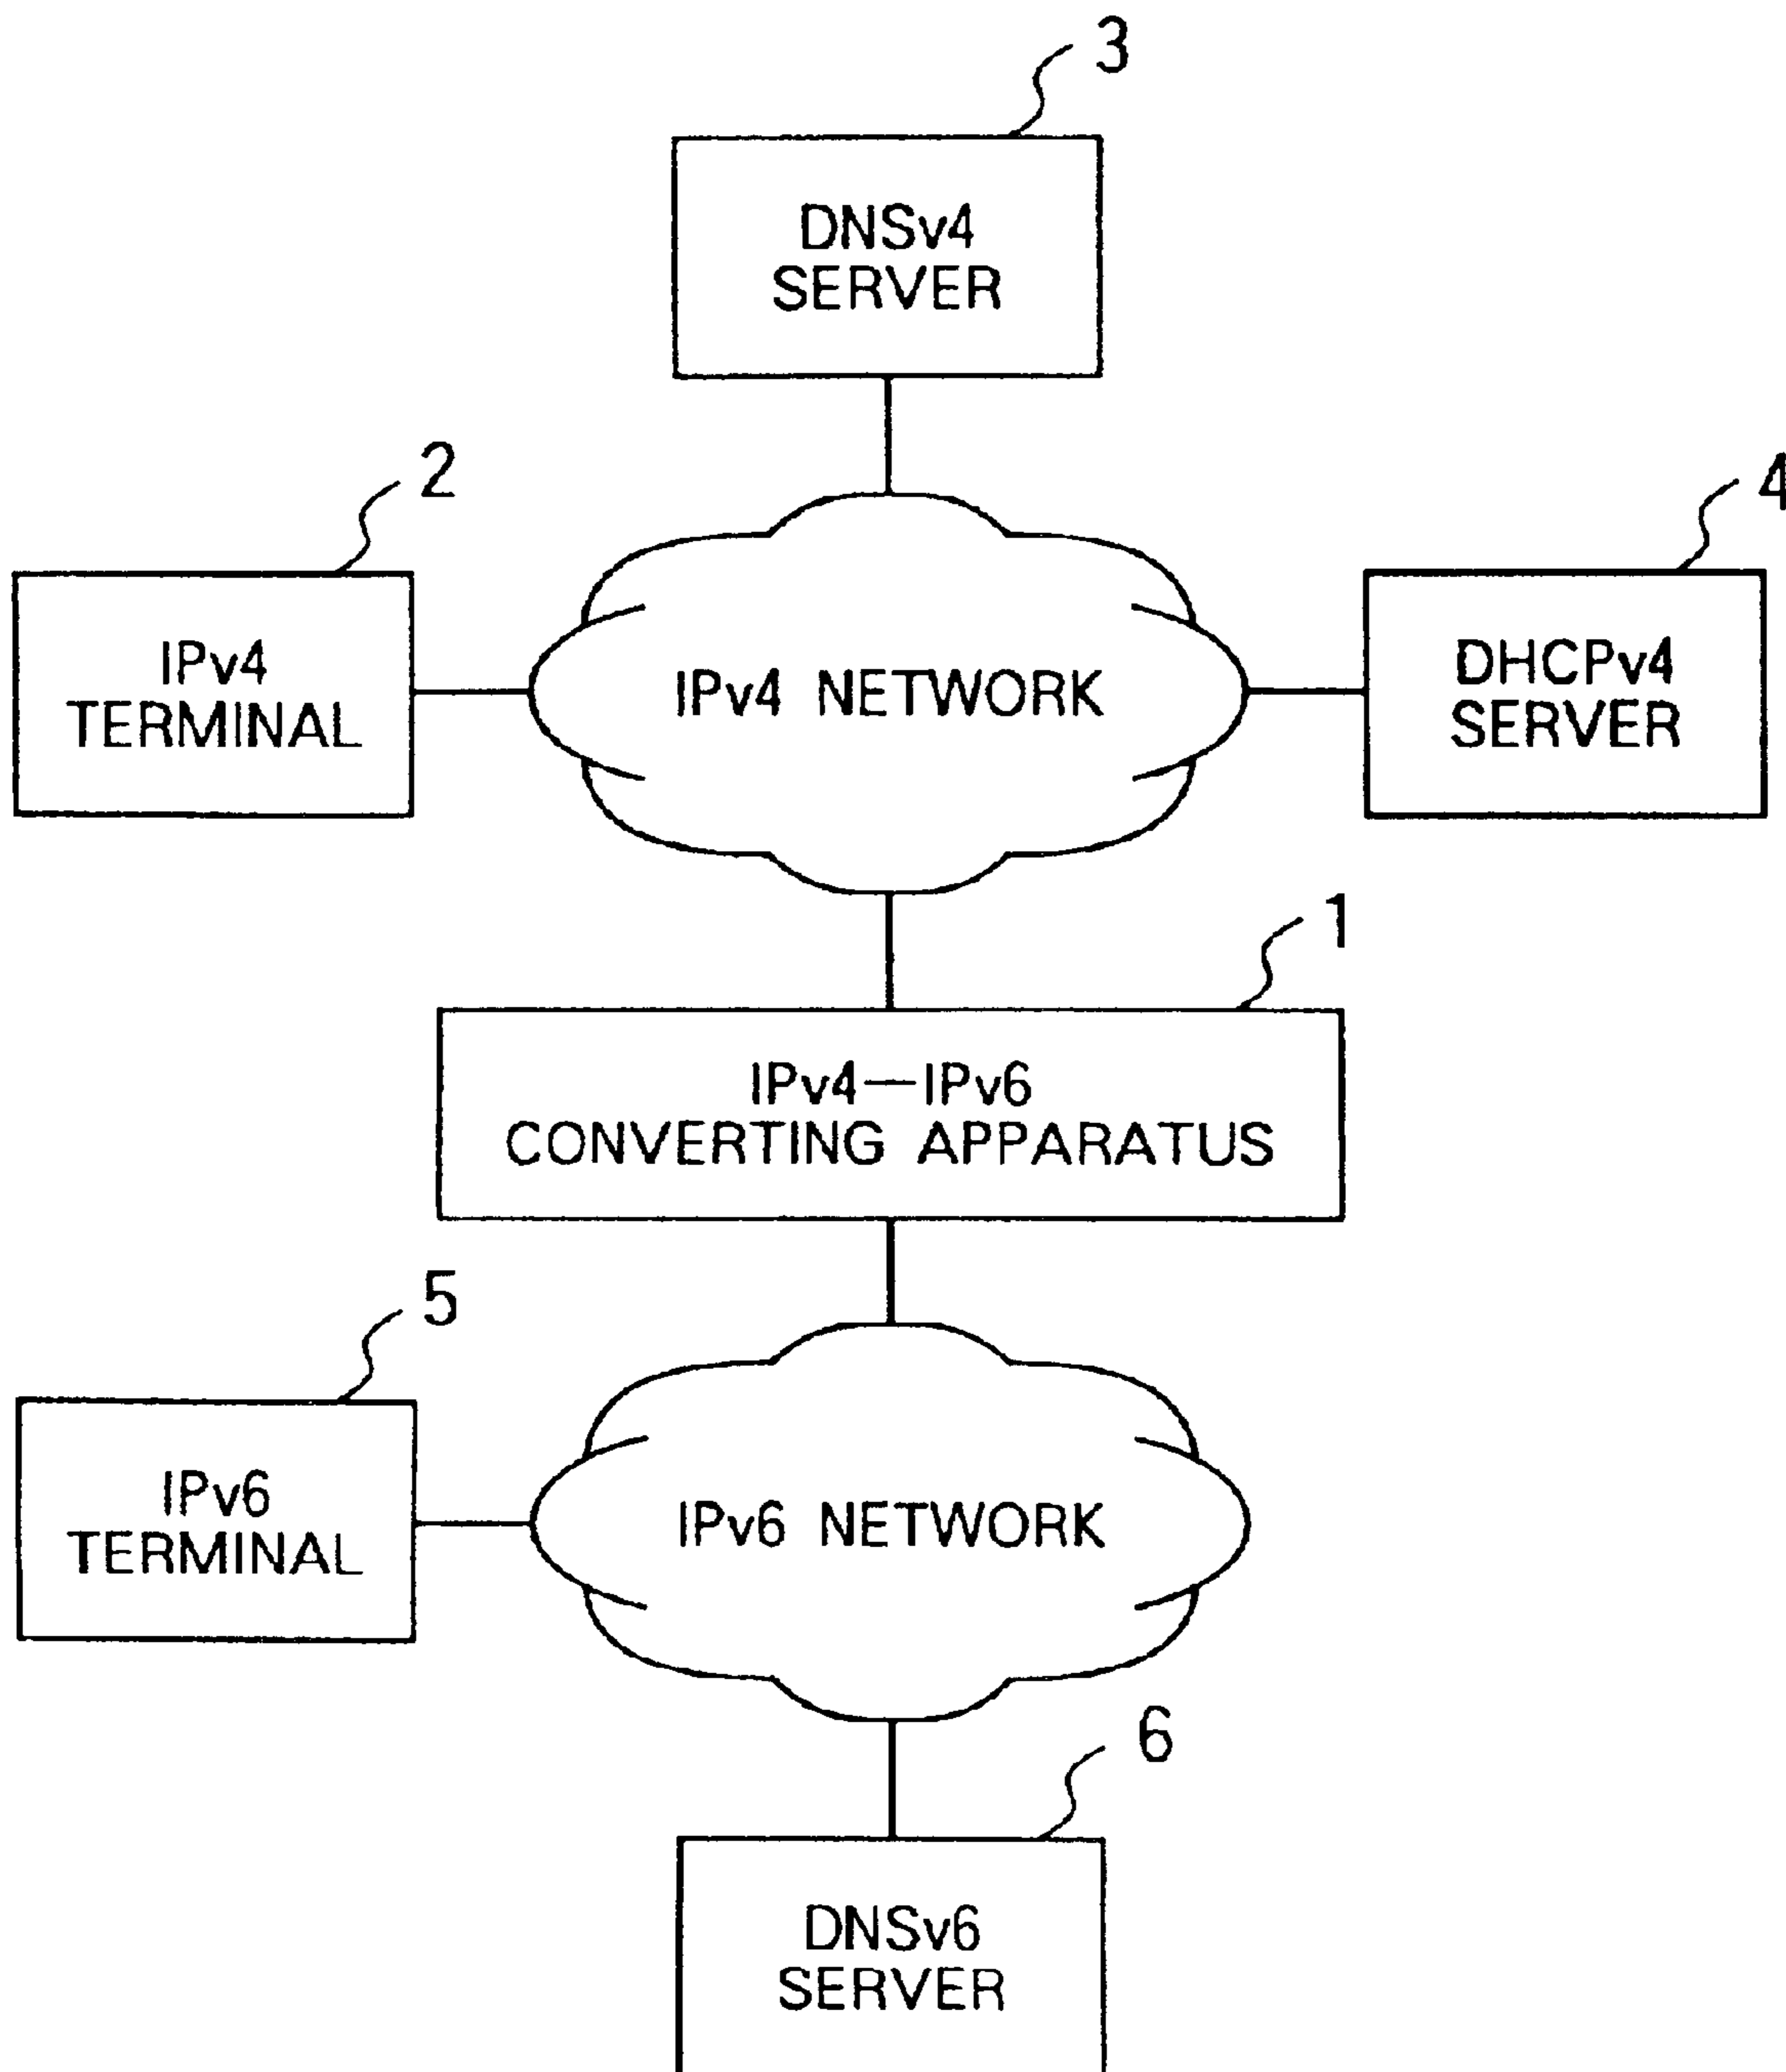 3
DNSv4
SERVER
2
4
IPv4
TERMINAL
IPv4 NETWORK
DHCPv4
SERVER
1
IPv4—IPv6
CONVERTING APPARATUS
5
IPv6
TERMINAL
IPv6 NETWORK
6
DNSv6
SERVER